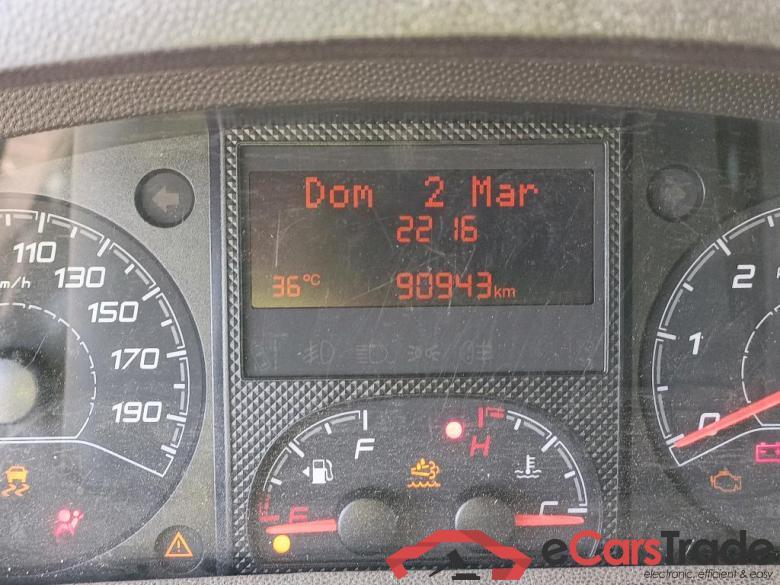 Dom 2 Mar
22 16
36°C 90943km
110
m/h 130
150
170
190
2
1
0
F
H
E
C
eCarsTrade
electronic, efficient & easy